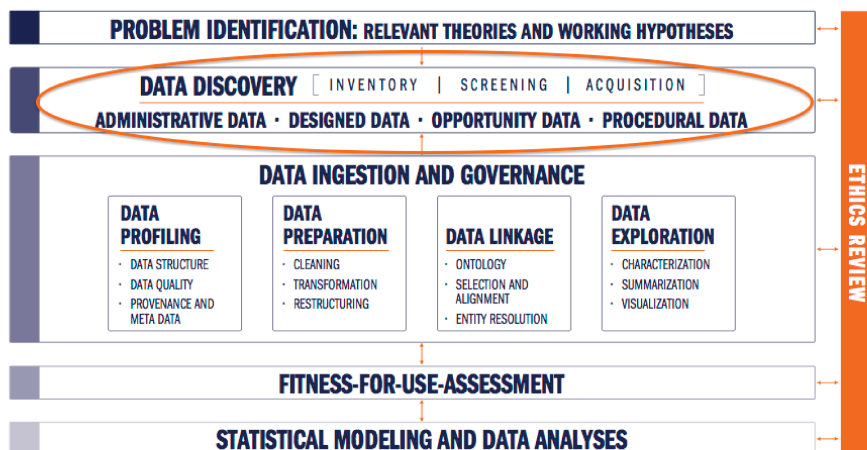 PROBLEM IDENTIFICATION: RELEVANT THEORIES AND WORKING HYPOTHESES
DATA DISCOVERY [ INVENTORY | SCREENING | ACQUISITION ]
ADMINISTRATIVE DATA · DESIGNED DATA · OPPORTUNITY DATA · PROCEDURAL DATA
DATA INGESTION AND GOVERNANCE
DATA
PROFILING
· DATA STRUCTURE
· DATA QUALITY
· PROVENANCE AND
META DATA
DATA
PREPARATION
· CLEANING
· TRANSFORMATION
· RESTRUCTURING
DATA LINKAGE
· ONTOLOGY
· SELECTION AND
ALIGNMENT
· ENTITY RESOLUTION
DATA
EXPLORATION
· CHARACTERIZATION
· SUMMARIZATION
· VISUALIZATION
FITNESS-FOR-USE-ASSESSMENT
STATISTICAL MODELING AND DATA ANALYSES
ETHICS REVIEW